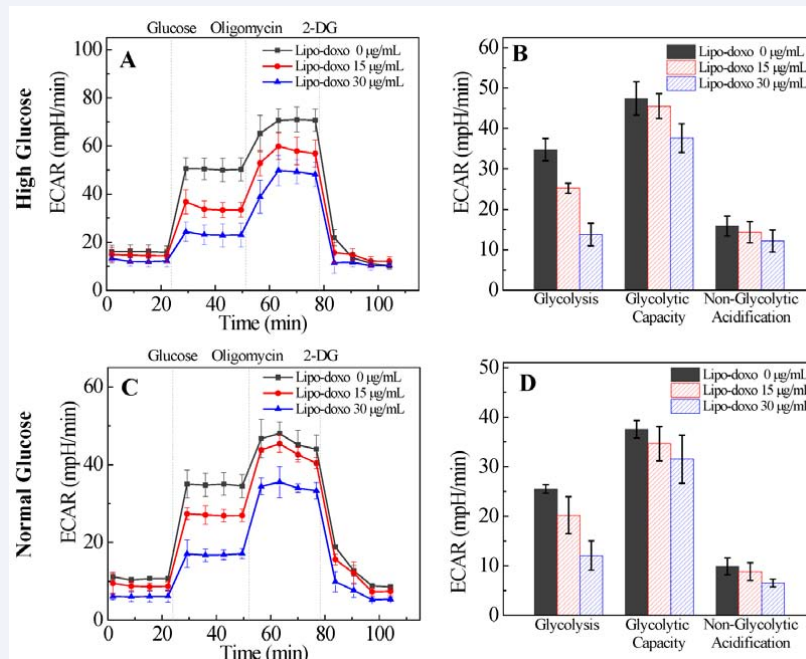 Glucose Oligomycin 2-DG
High Glucose
A
Lipo-doxo 0 μg/mL
Lipo-doxo 15 μg/mL
Lipo-doxo 30 μg/mL
ECAR (mpH/min)
100
80
60
40
20
0
0 20 40 60 80 100
Time (min)
B
Lipo-doxo 0 μg/mL
Lipo-doxo 15 μg/mL
Lipo-doxo 30 μg/mL
ECAR (mpH/min)
60
50
40
30
20
10
0
Glycolysis Glycolytic Non-Glycolytic
Capacity Acidification
Glucose Oligomycin 2-DG
Normal Glucose
C
Lipo-doxo 0 μg/mL
Lipo-doxo 15 μg/mL
Lipo-doxo 30 μg/mL
ECAR (mpH/min)
60
40
20
0
0 20 40 60 80 100
Time (min)
D
Lipo-doxo 0 μg/mL
Lipo-doxo 15 μg/mL
Lipo-doxo 30 μg/mL
ECAR (mpH/min)
50
40
30
20
10
0
Glycolysis Glycolytic Non-Glycolytic
Capacity Acidification